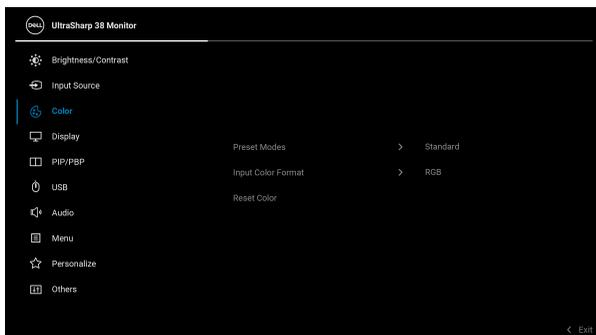 DELL UltraSharp 38 Monitor
Brightness/Contrast
Input Source
Color
Display
Preset Modes Standard
PIP/PBP
Input Color Format RGB
USB
Reset Color
Audio
Menu
Personalize
Others
Exit